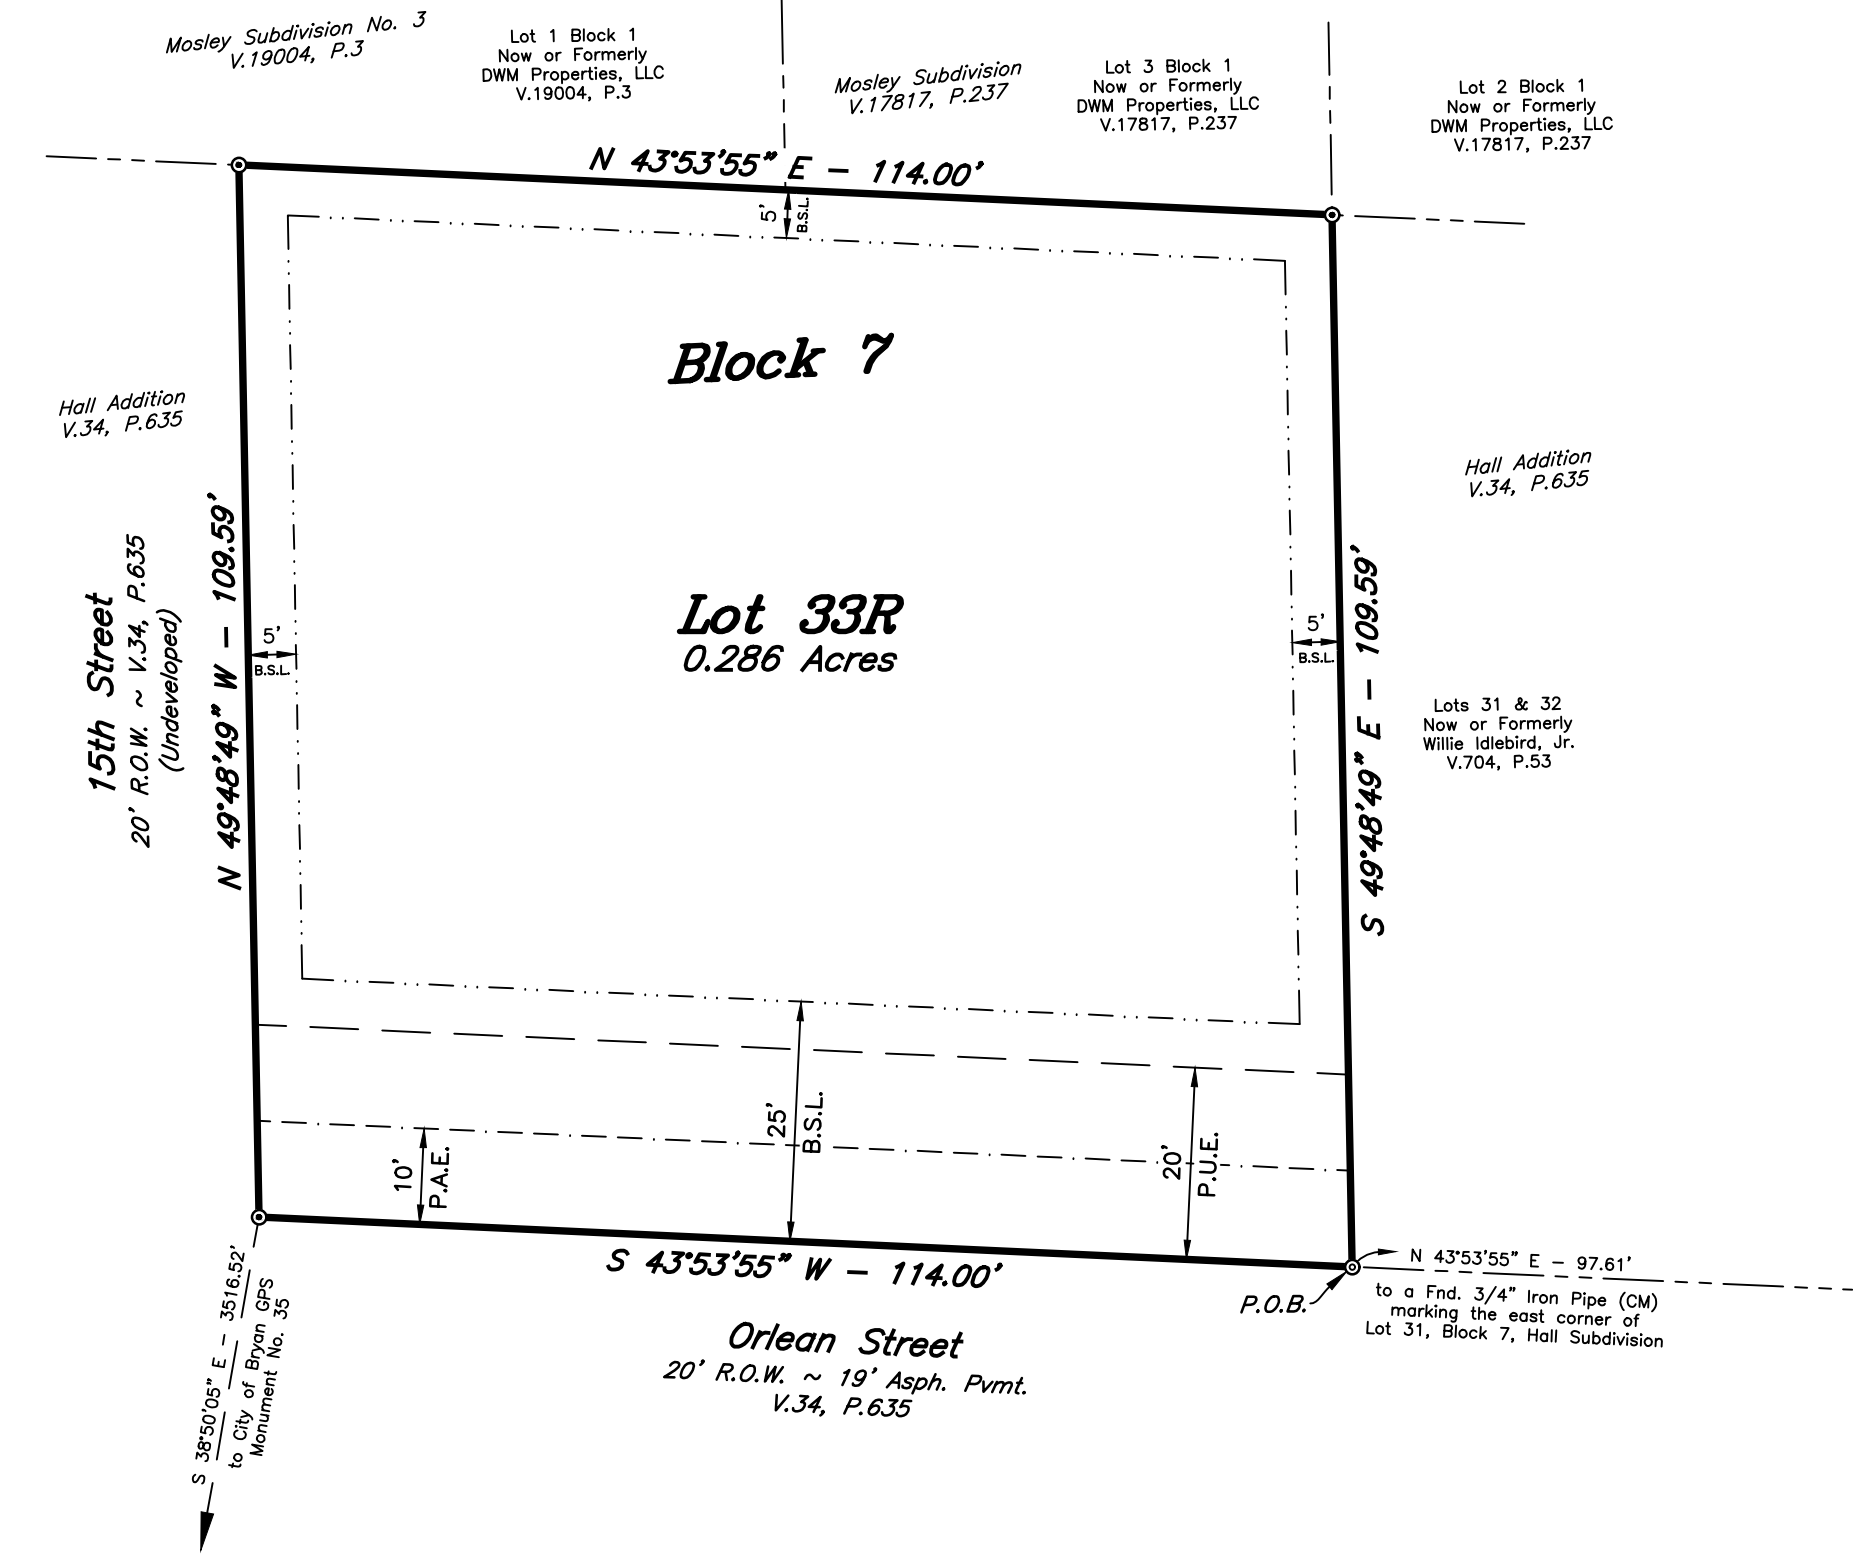 Mosley Subdivision No. 3
V.19004, P.3
Lot 1 Block 1
Now or Formerly
DWM Properties, LLC
V.19004, P.3
Mosley Subdivision
V.17817, P.237
Lot 3 Block 1
Now or Formerly
DWM Properties, LLC
V.17817, P.237
Lot 2 Block 1
Now or Formerly
DWM Properties, LLC
V.17817, P.237
N 43°53'55" E - 114.00'
5'
B.S.L.
Block 7
Hall Addition
V.34, P.635
Hall Addition
V.34, P.635
15th Street
20' R.O.W. ~ V.34, P.635
(Undeveloped)
N 49°48'49" W - 109.59'
5'
B.S.L.
Lot 33R
0.286 Acres
5'
B.S.L.
S 49°48'49" E - 109.59'
Lots 31 & 32
Now or Formerly
Willie Idlebird, Jr.
V.704, P.53
10'
P.A.E.
25'
B.S.L.
20'
P.U.E.
S 43°53'55" W - 114.00'
P.O.B.
N 43°53'55" E - 97.61'
to a Fnd. 3/4" Iron Pipe (CM)
marking the east corner of
Lot 31, Block 7, Hall Subdivision
Orlean Street
20' R.O.W. ~ 19' Asph. Pvmt.
V.34, P.635
S 38°50'05" E - 3516.52'
to City of Bryan GPS
Monument No. 35